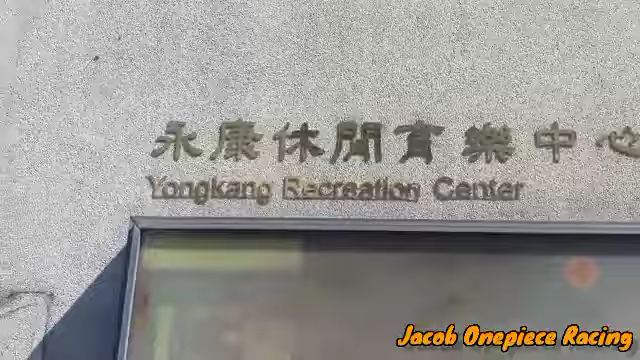 永康休閒育樂中心
Yongkang Recreation Center
Jacob Onepiece Racing